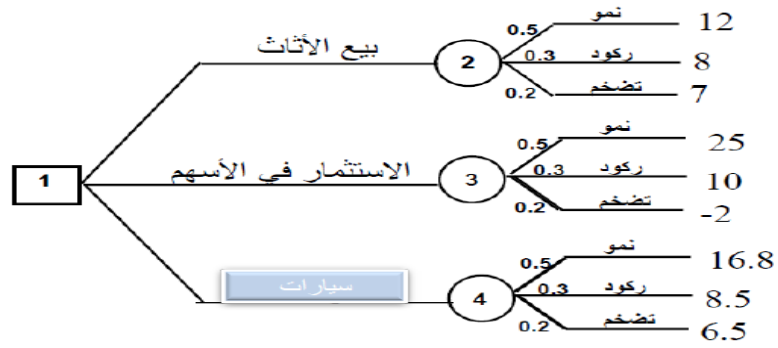 نمو 0.5 12
بيع الأثاث 2 0.3 ركود 8
0.2 تضخم 7
نمو 0.5 25
1 الاستثمار في الأسهم 3 0.3 ركود 10
0.2 تضخم -2
نمو 0.5 16.8
سيارات 4 0.3 ركود 8.5
0.2 تضخم 6.5